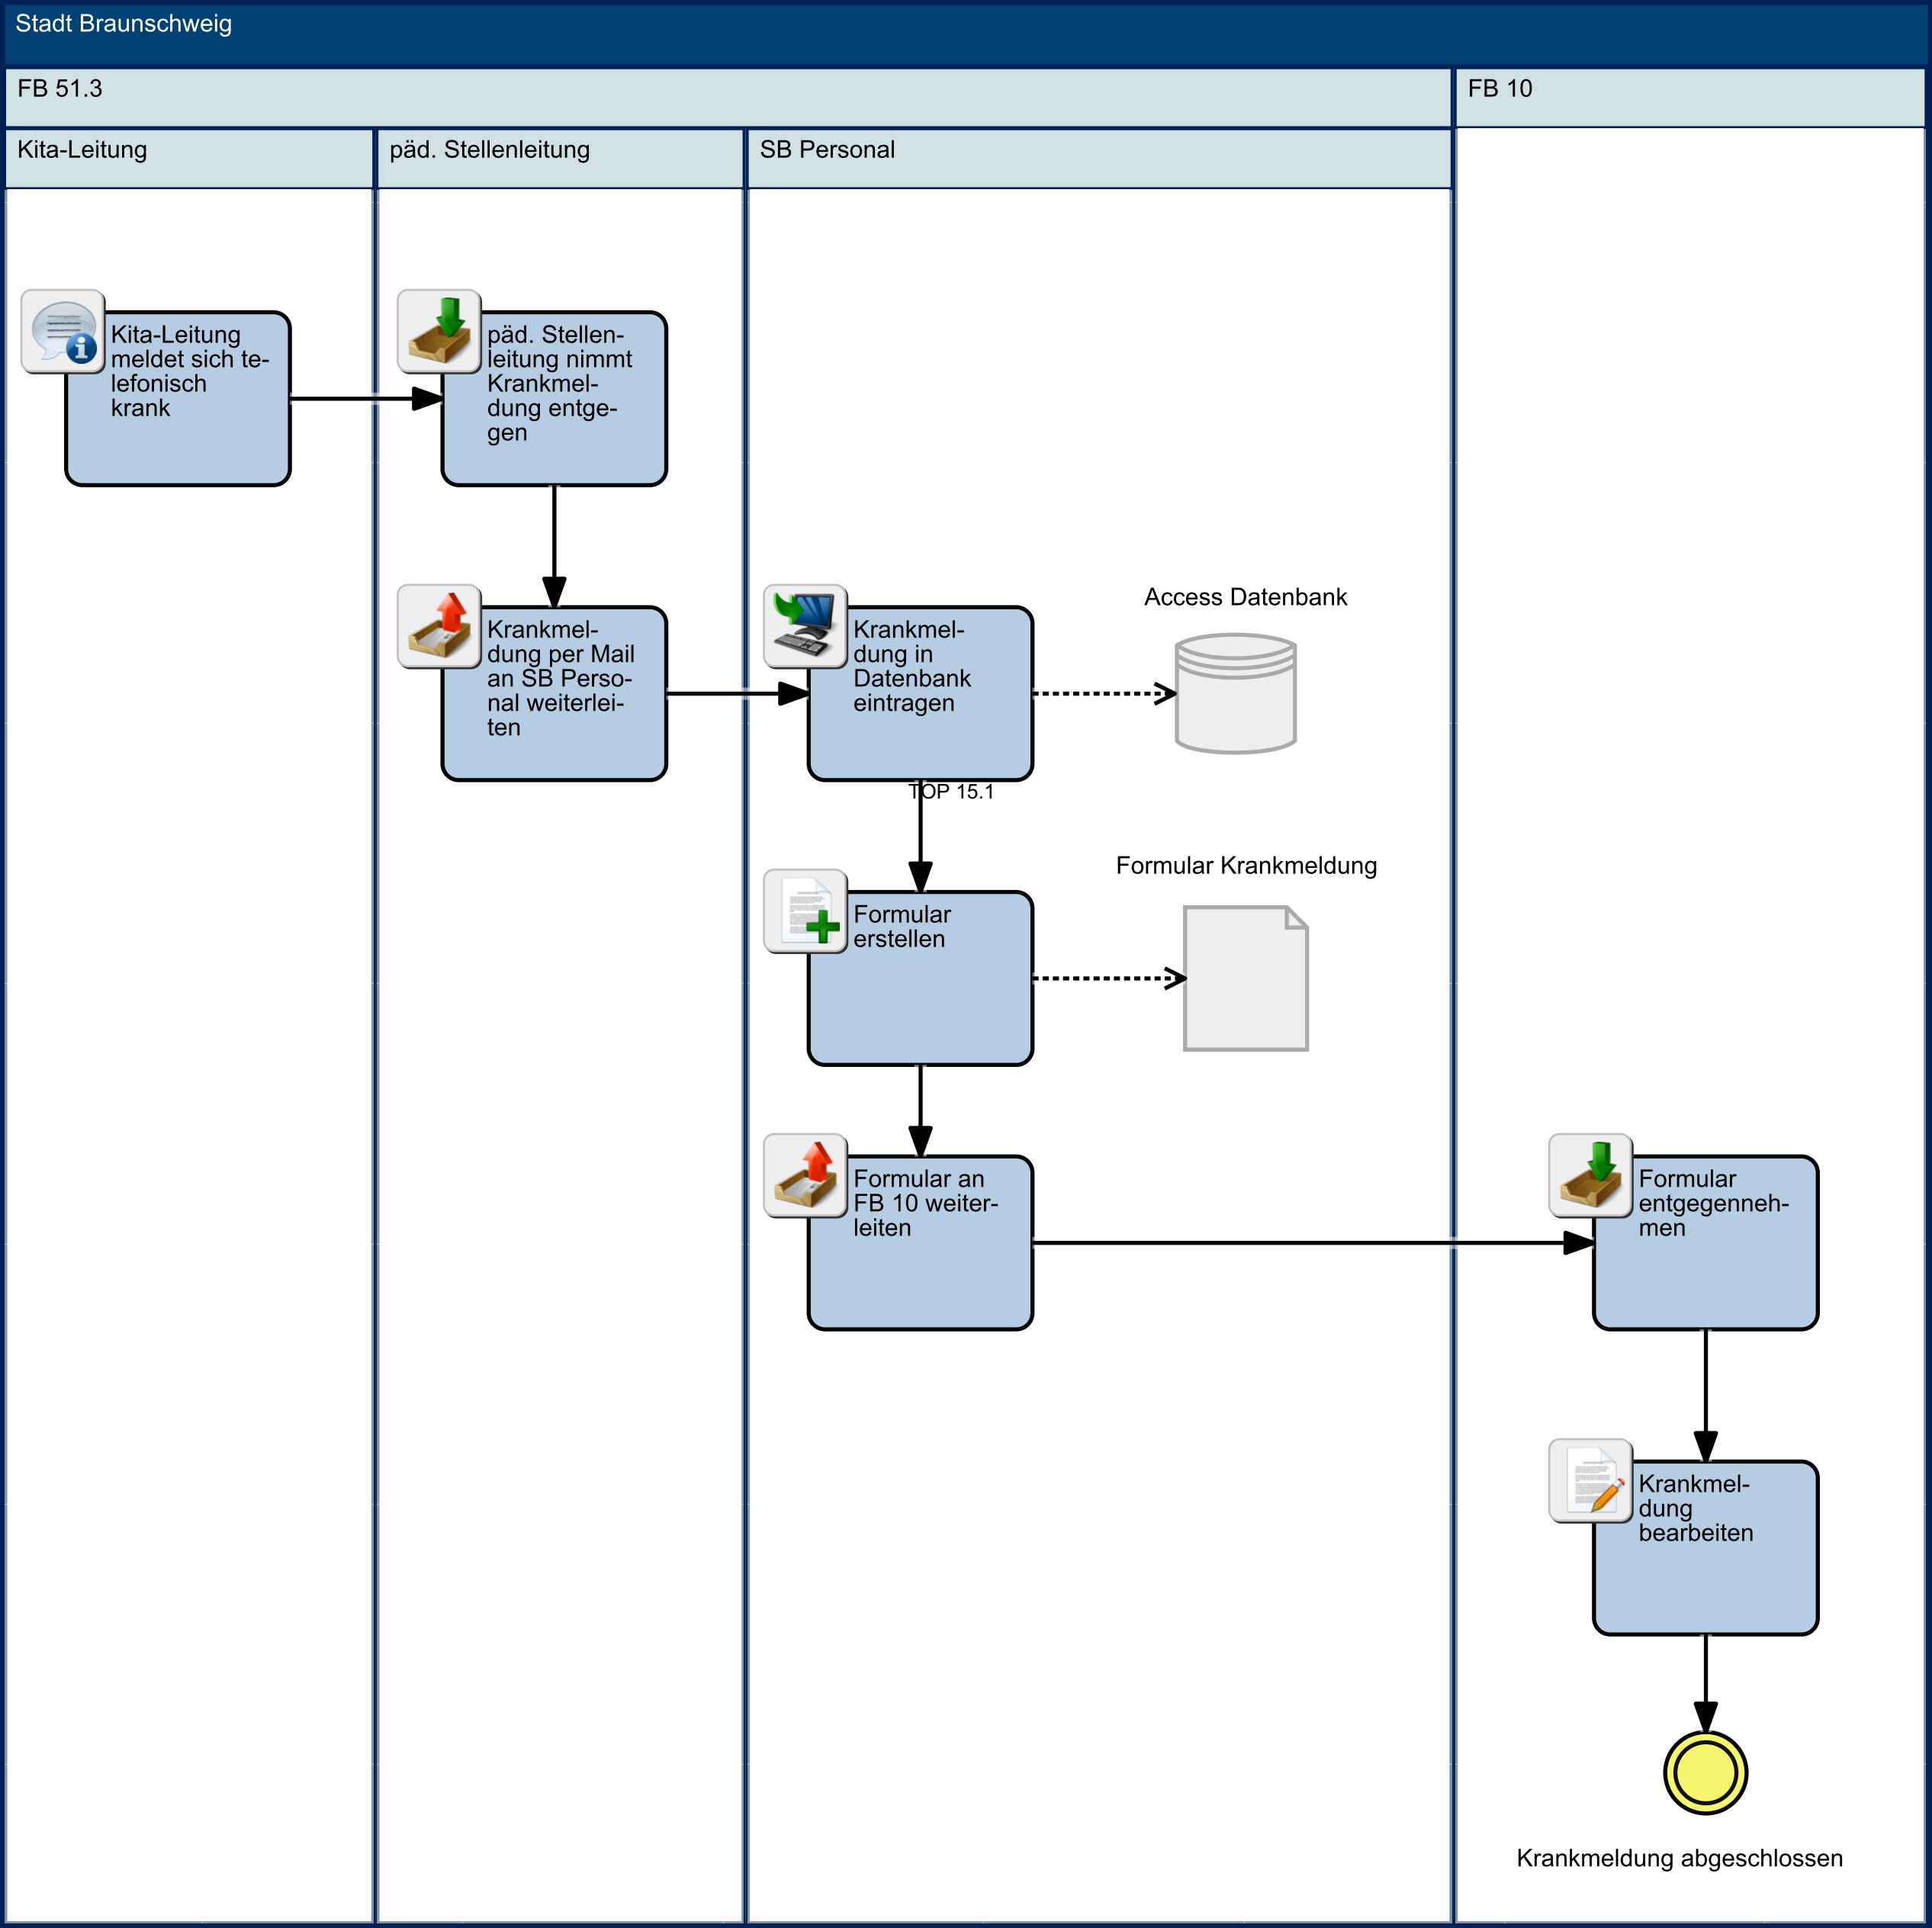 Stadt Braunschweig
FB 51.3
FB 10
Kita-Leitung
päd. Stellenleitung
SB Personal
Kita-Leitung
meldet sich te-
lefonisch
krank
päd. Stellen-
leitung nimmt
Krankmel-
dung entge-
gen
Krankmel-
dung per Mail
an SB Perso-
nal weiterlei-
ten
Krankmel-
dung in
Datenbank
eintragen
Access Datenbank
TOP 15.1
Formular
erstellen
Formular Krankmeldung
Formular an
FB 10 weiter-
leiten
Formular
entgegenneh-
men
Krankmel-
dung
bearbeiten
Krankmeldung abgeschlossen